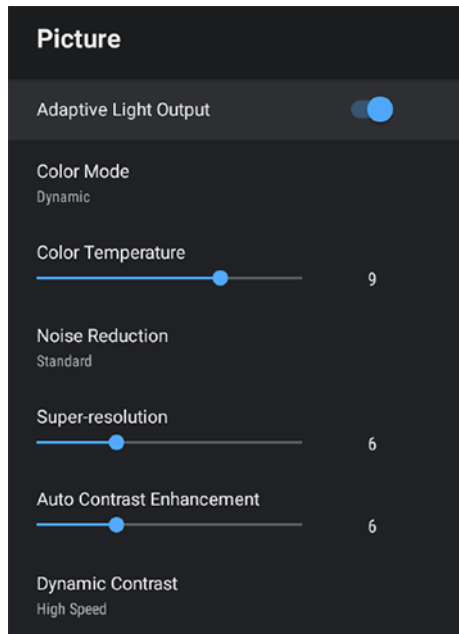 Picture
Adaptive Light Output
Color Mode
Dynamic
Color Temperature
9
Noise Reduction
Standard
Super-resolution
6
Auto Contrast Enhancement
6
Dynamic Contrast
High Speed